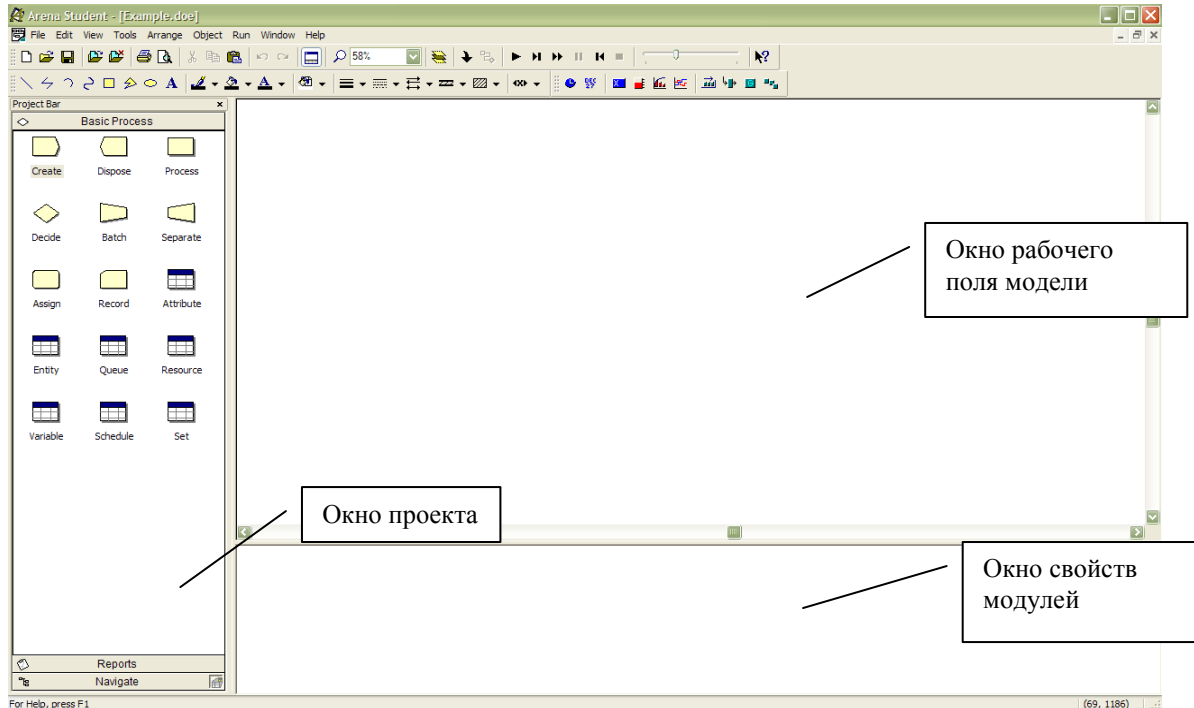 Arena Student - [Example.doe]
File Edit View Tools Arrange Object Run Window Help
58%
A A
Project Bar
Basic Process
Create Dispose Process
Decide Batch Separate
Assign Record Attribute
Entity Queue Resource
Variable Schedule Set
Окно рабочего
поля модели
Окно проекта
Окно свойств
модулей
Reports
Navigate
For Help, press F1
(69, 1186)